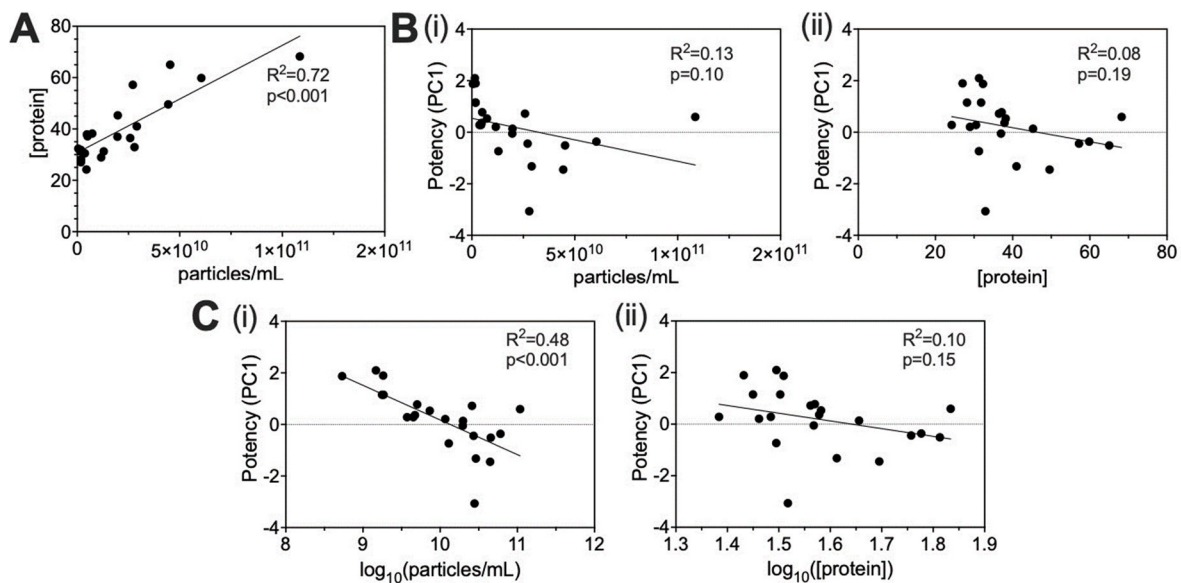 A
80
60
40
20
0
[protein]
R²=0.72
p<0.001
0
5×10¹⁰
1×10¹¹
2×10¹¹
particles/mL
B (i)
4
2
0
-2
-4
Potency (PC1)
R²=0.13
p=0.10
0
5×10¹⁰
1×10¹¹
2×10¹¹
particles/mL
(ii)
4
2
0
-2
-4
Potency (PC1)
R²=0.08
p=0.19
0
20
40
60
80
[protein]
C (i)
4
2
0
-2
-4
Potency (PC1)
R²=0.48
p<0.001
8
9
10
11
12
log₁₀(particles/mL)
(ii)
4
2
0
-2
-4
Potency (PC1)
R²=0.10
p=0.15
1.3
1.4
1.5
1.6
1.7
1.8
1.9
log₁₀([protein])